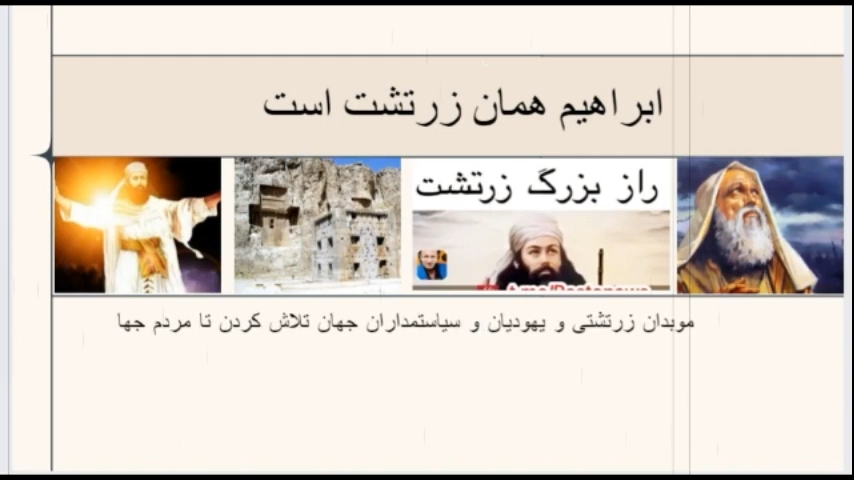 ابراهیم همان زرتشت است
راز بزرگ زرتشت
موبدان زرتشتی و یهودیان و سیاستمداران جهان تلاش کردن تا مردم جها